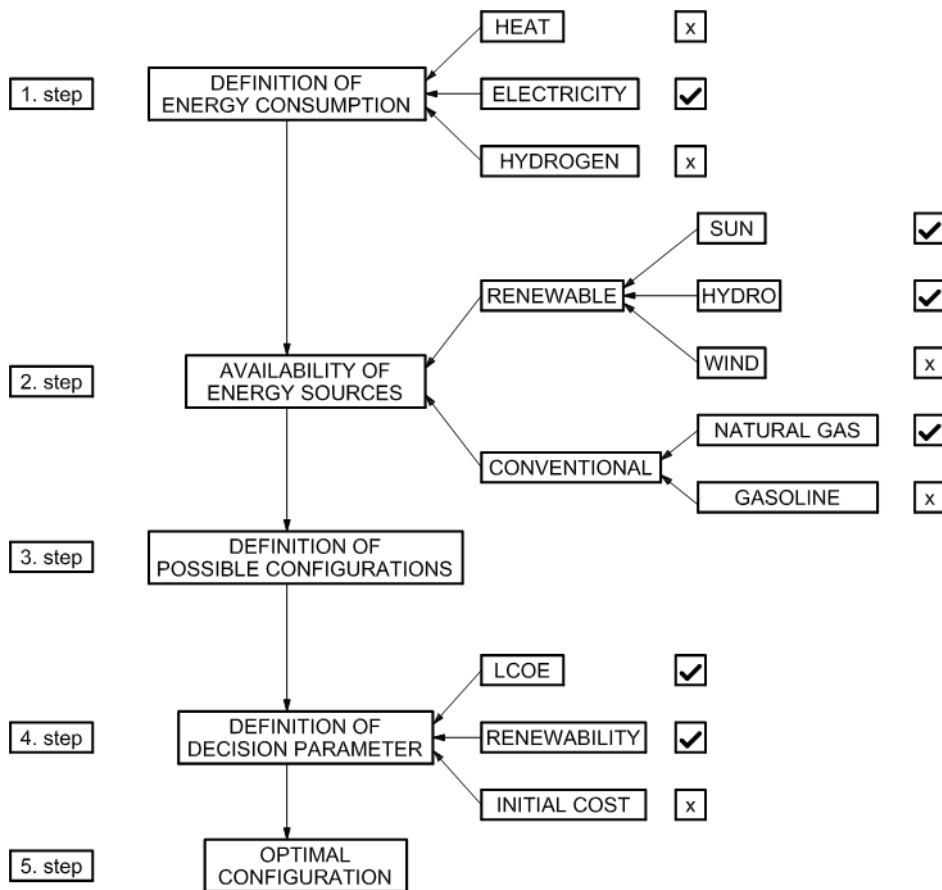 HEAT
x
1. step
DEFINITION OF
ENERGY CONSUMPTION
ELECTRICITY
HYDROGEN
x
SUN
RENEWABLE
HYDRO
2. step
AVAILABILITY OF
ENERGY SOURCES
WIND
x
NATURAL GAS
CONVENTIONAL
GASOLINE
x
3. step
DEFINITION OF
POSSIBLE CONFIGURATIONS
LCOE
4. step
DEFINITION OF
DECISION PARAMETER
RENEWABILITY
INITIAL COST
x
5. step
OPTIMAL
CONFIGURATION